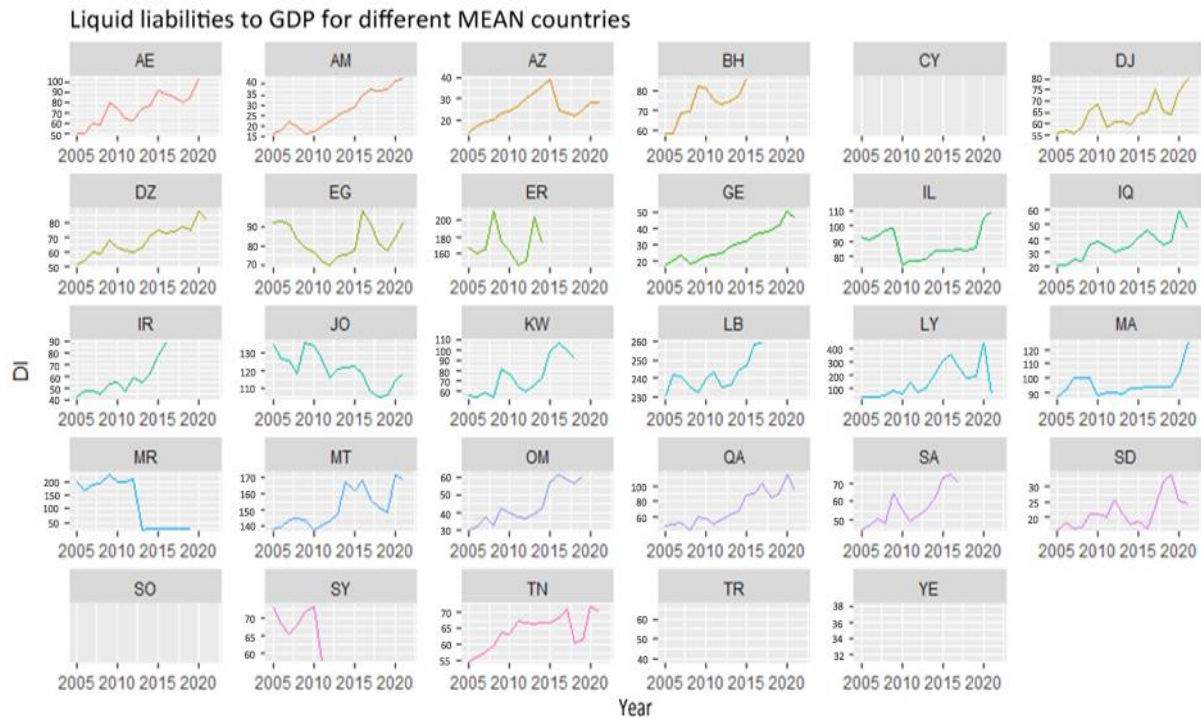 Liquid liabilities to GDP for different MEAN countries
AE
100
90
80
70
60
50
2005 2010 2015 2020
AM
40
35
30
25
20
15
2005 2010 2015 2020
AZ
40
30
20
2005 2010 2015 2020
BH
80
70
60
2005 2010 2015 2020
CY
2005 2010 2015 2020
DJ
80
75
70
65
60
55
2005 2010 2015 2020
DZ
80
70
60
50
2005 2010 2015 2020
EG
90
80
70
2005 2010 2015 2020
ER
200
180
160
2005 2010 2015 2020
GE
50
40
30
20
2005 2010 2015 2020
IL
110
100
90
80
2005 2010 2015 2020
IQ
60
50
40
30
20
2005 2010 2015 2020
IR
90
80
70
60
50
40
2005 2010 2015 2020
JO
130
120
110
2005 2010 2015 2020
KW
110
100
90
80
70
60
2005 2010 2015 2020
LB
260
250
240
230
2005 2010 2015 2020
LY
400
300
200
100
2005 2010 2015 2020
MA
120
110
100
90
2005 2010 2015 2020
MR
200
150
100
50
2005 2010 2015 2020
MT
170
160
150
140
2005 2010 2015 2020
OM
60
50
40
30
2005 2010 2015 2020
QA
100
80
60
2005 2010 2015 2020
SA
70
60
50
2005 2010 2015 2020
SD
30
25
20
2005 2010 2015 2020
SO
2005 2010 2015 2020
SY
70
65
60
2005 2010 2015 2020
TN
70
65
60
55
2005 2010 2015 2020
TR
60
50
40
2005 2010 2015 2020
YE
38
36
34
32
2005 2010 2015 2020
DI
Year